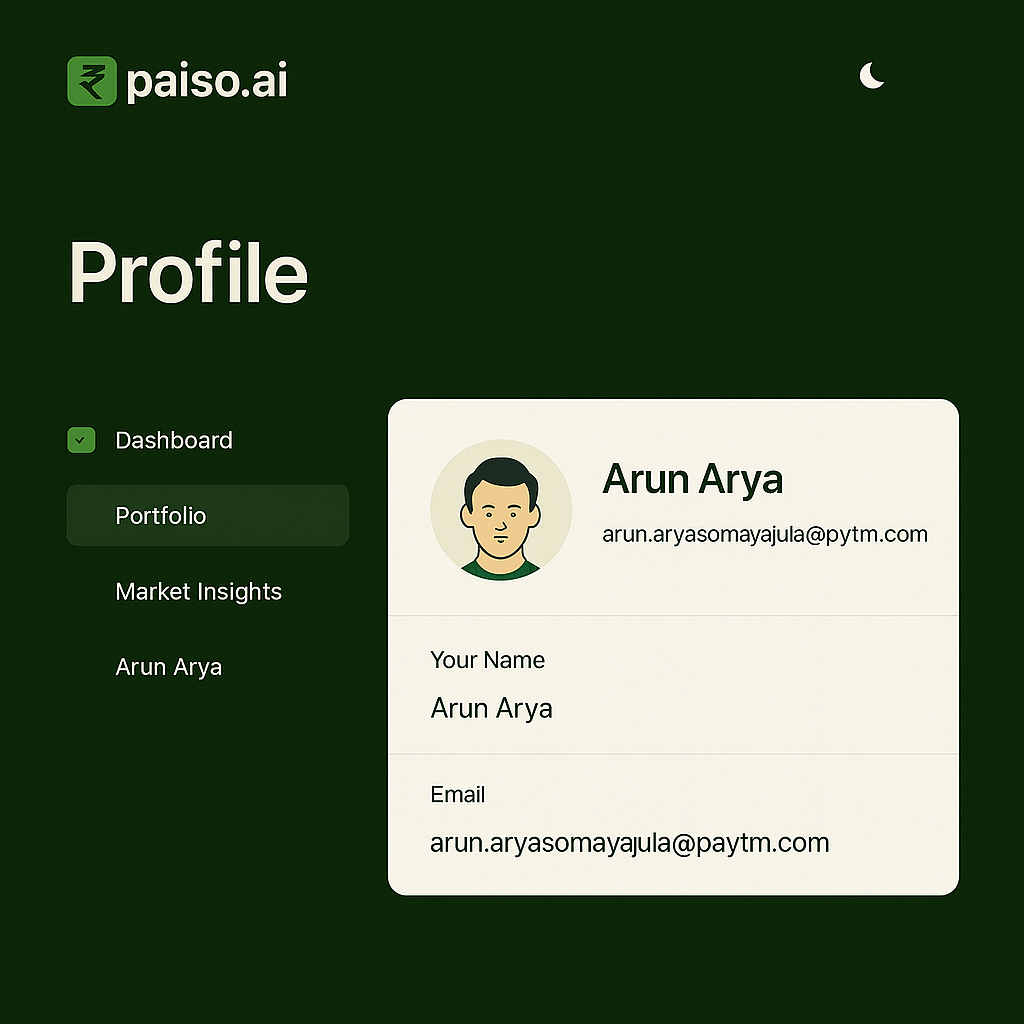 ₹ paiso.ai
Profile
Dashboard
Portfolio
Market Insights
Arun Arya
Arun Arya
arun.aryasomayajula@pytm.com
Your Name
Arun Arya
Email
arun.aryasomayajula@paytm.com